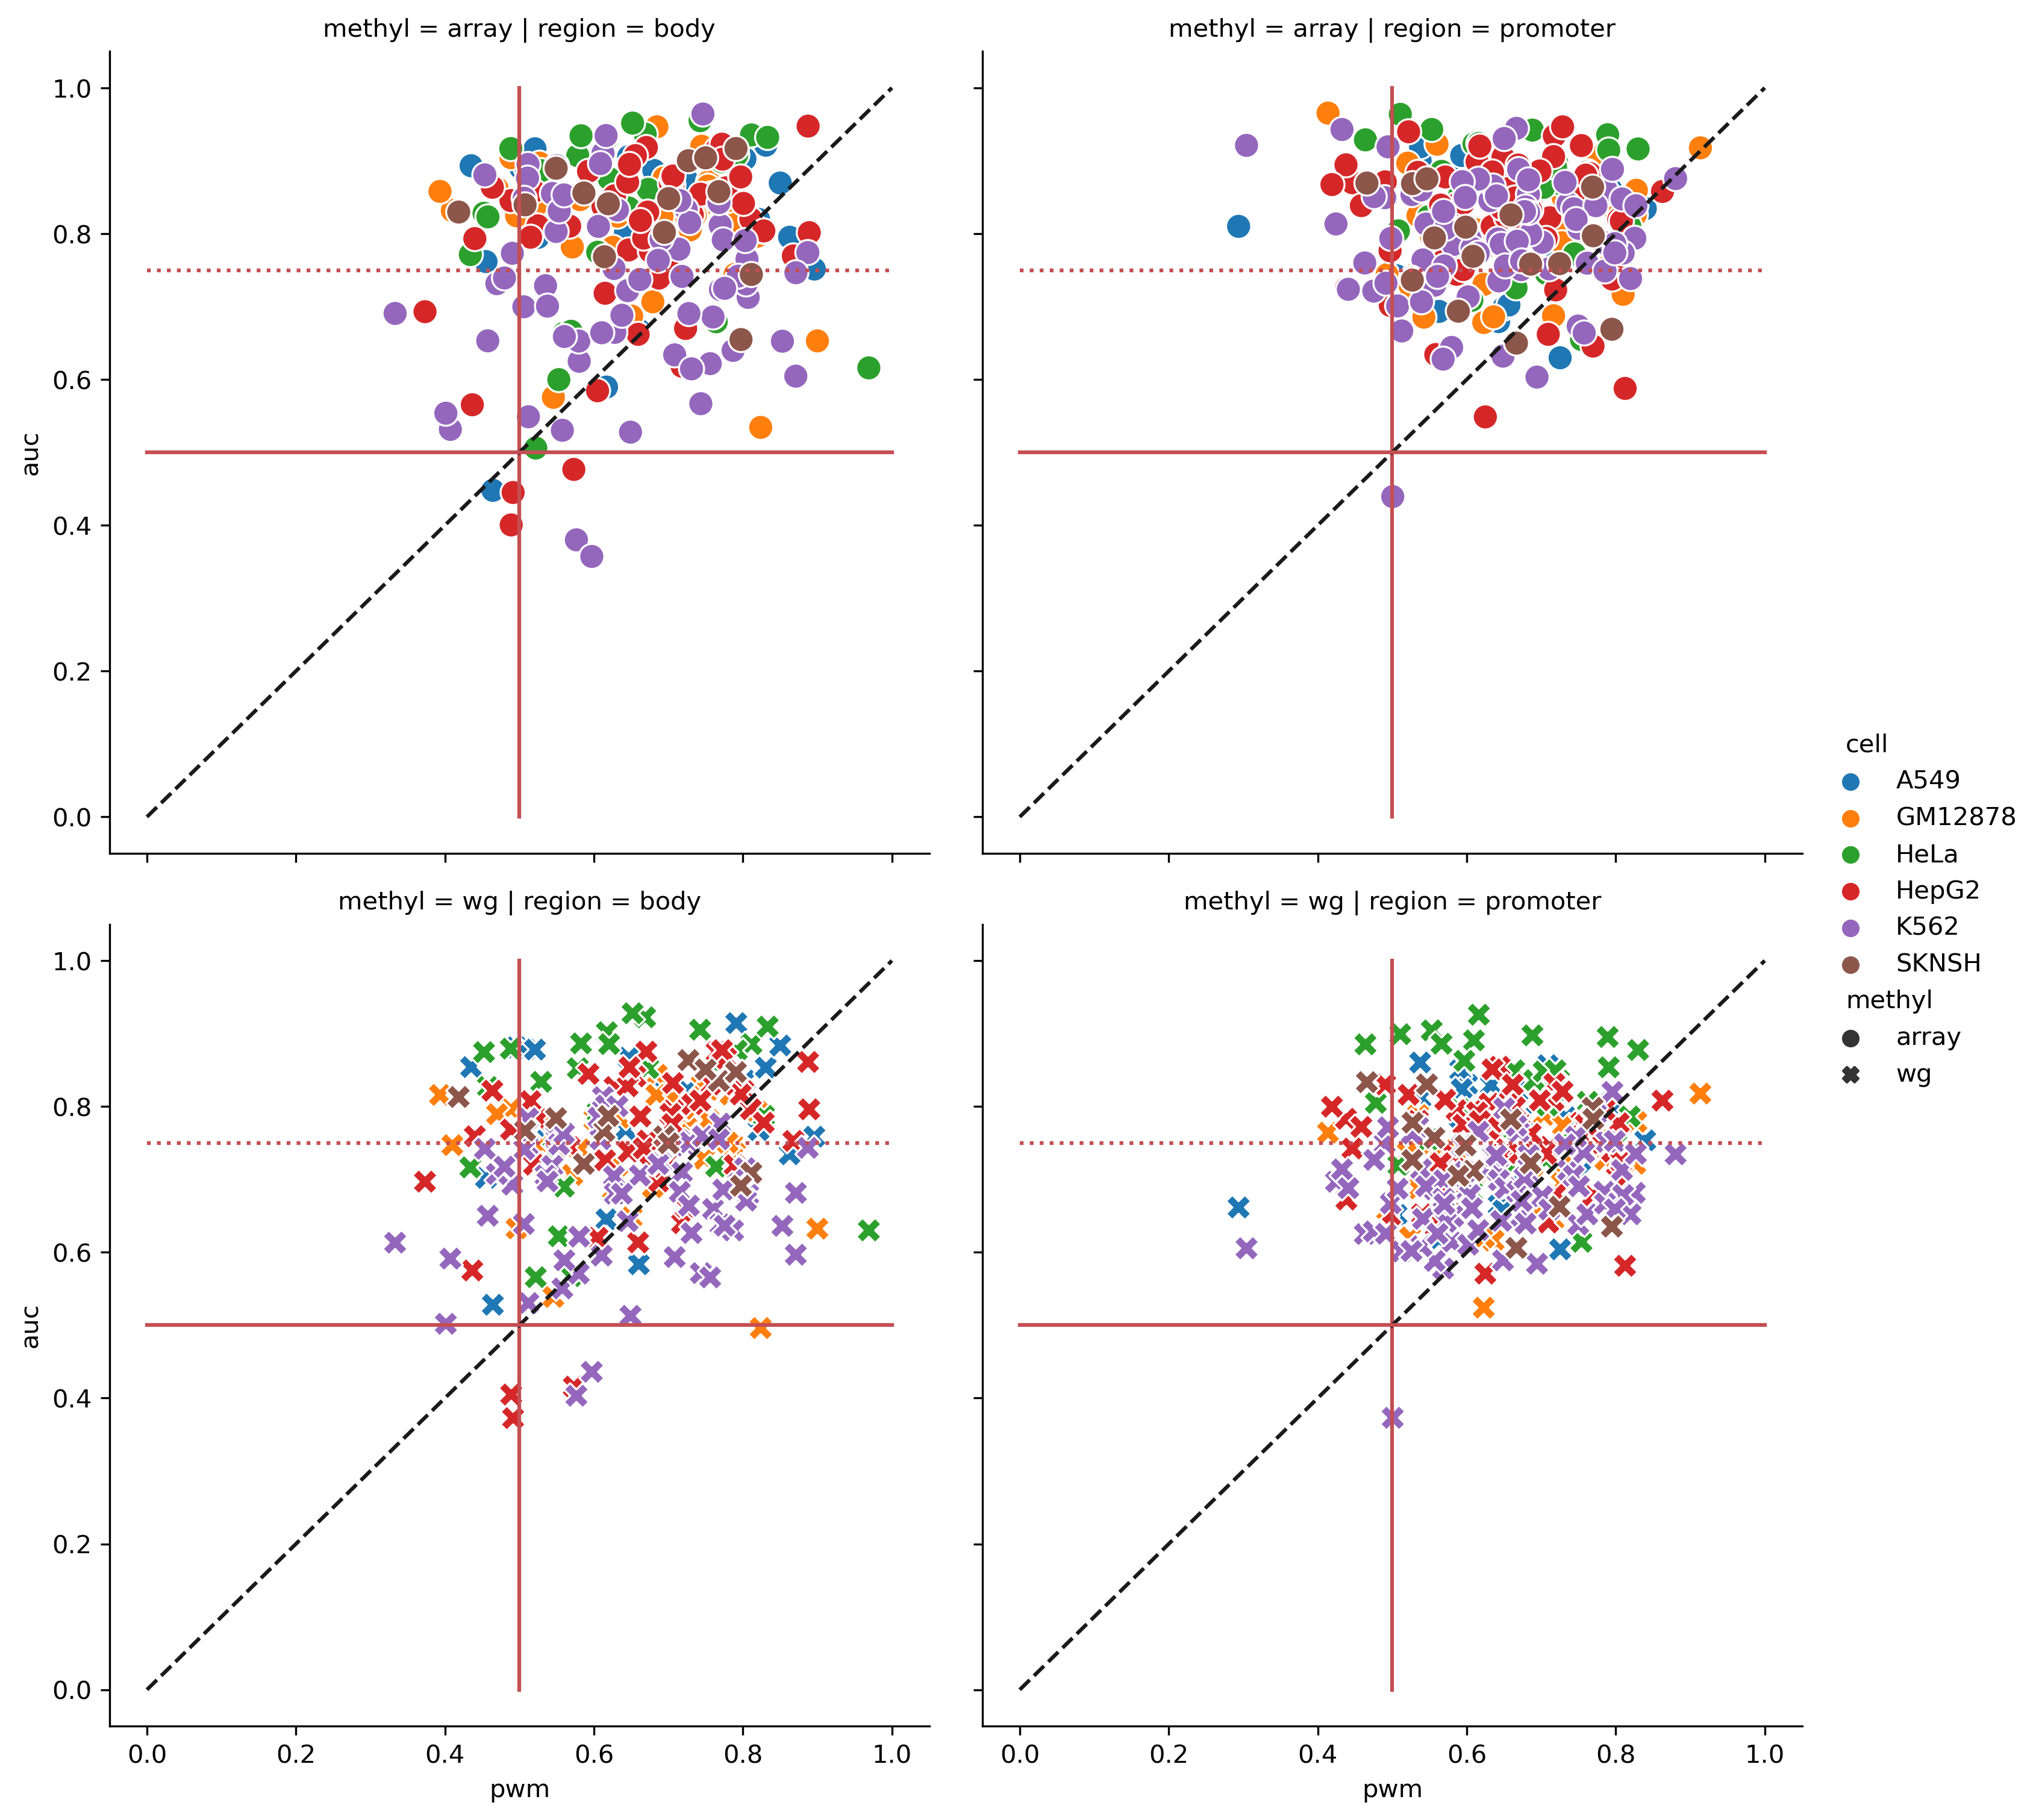 methyl = array | region = body
methyl = array | region = promoter
1.0
0.8
0.6
0.4
0.2
0.0
auc
methyl = wg | region = body
methyl = wg | region = promoter
1.0
0.8
0.6
0.4
0.2
0.0
auc
0.0 0.2 0.4 0.6 0.8 1.0
pwm
0.0 0.2 0.4 0.6 0.8 1.0
pwm
cell
A549
GM12878
HeLa
HepG2
K562
SKNSH
methyl
array
wg